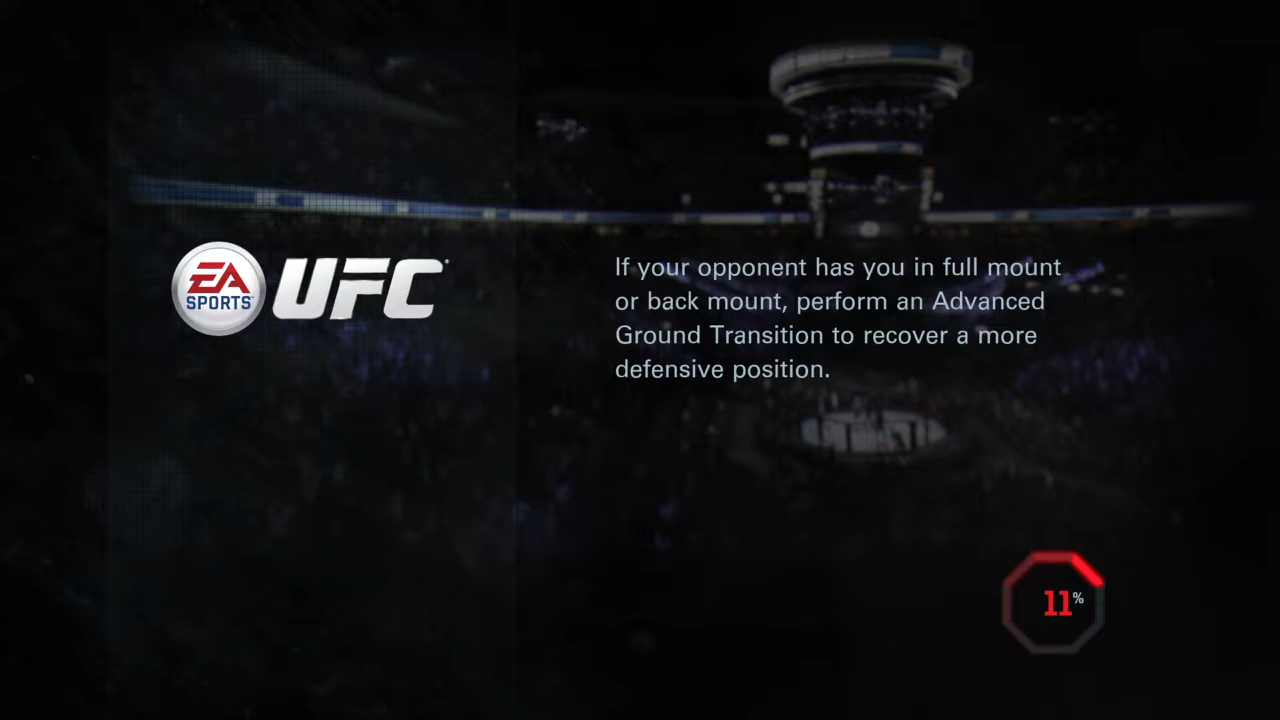 EA
SPORTS™
UFC®
If your opponent has you in full mount
or back mount, perform an Advanced
Ground Transition to recover a more
defensive position.
11%